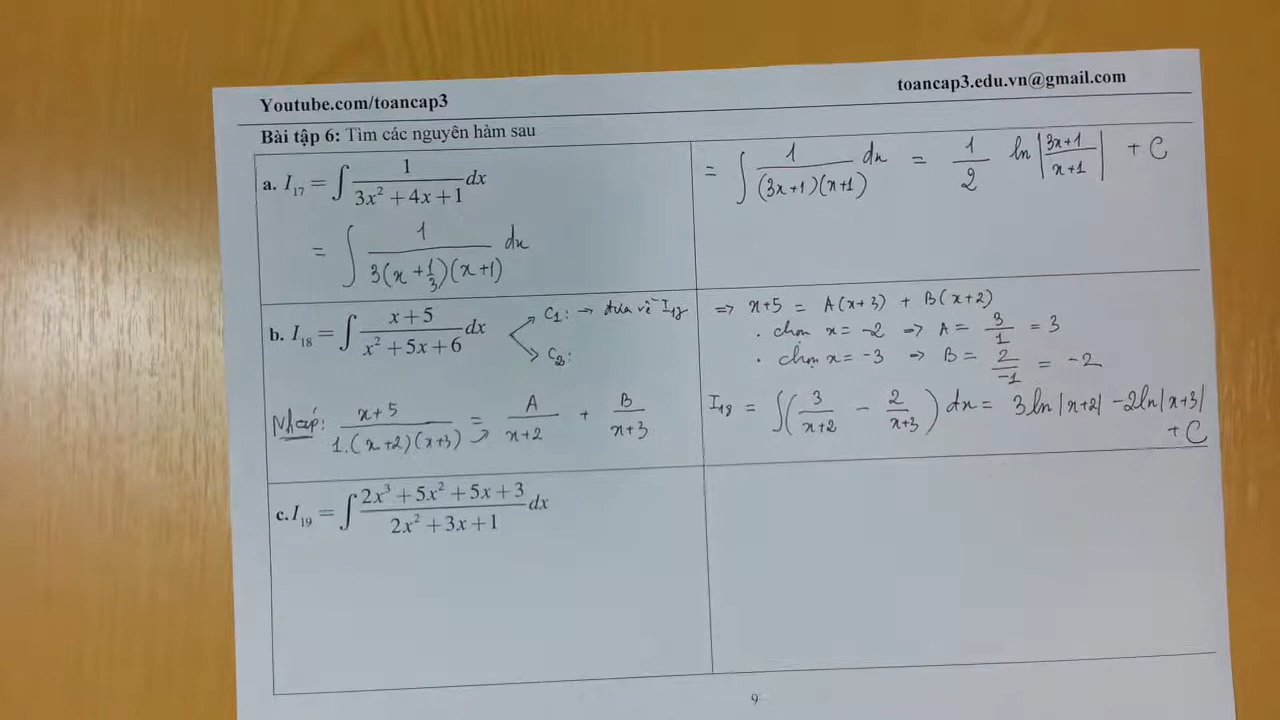 Youtube.com/toancap3
toancap3.edu.vn@gmail.com
Bài tập 6: Tìm các nguyên hàm sau
a. I₁₇ = ∫ 1/(3x² + 4x + 1) dx
= ∫ 1/(3(x + 1/3)(x+1)) dx
= ∫ 1/((3x+1)(x+1)) dx = 1/2 ln|(3x+1)/(x+1)| + C
b. I₁₈ = ∫ (x+5)/(x² + 5x + 6) dx
C₁: → đưa về I₁₇
C₂:
Nháp: (x+5)/(1.(x+2)(x+3)) = A/(x+2) + B/(x+3)
⇒ x+5 = A(x+3) + B(x+2)
• chọn x = -2 ⇒ A = 3/1 = 3
• chọn x = -3 ⇒ B = 2/-1 = -2
I₁₈ = ∫(3/(x+2) - 2/(x+3)) dx = 3ln|x+2| - 2ln|x+3|
+ C
c. I₁₉ = ∫ (2x³ + 5x² + 5x + 3)/(2x² + 3x + 1) dx
9